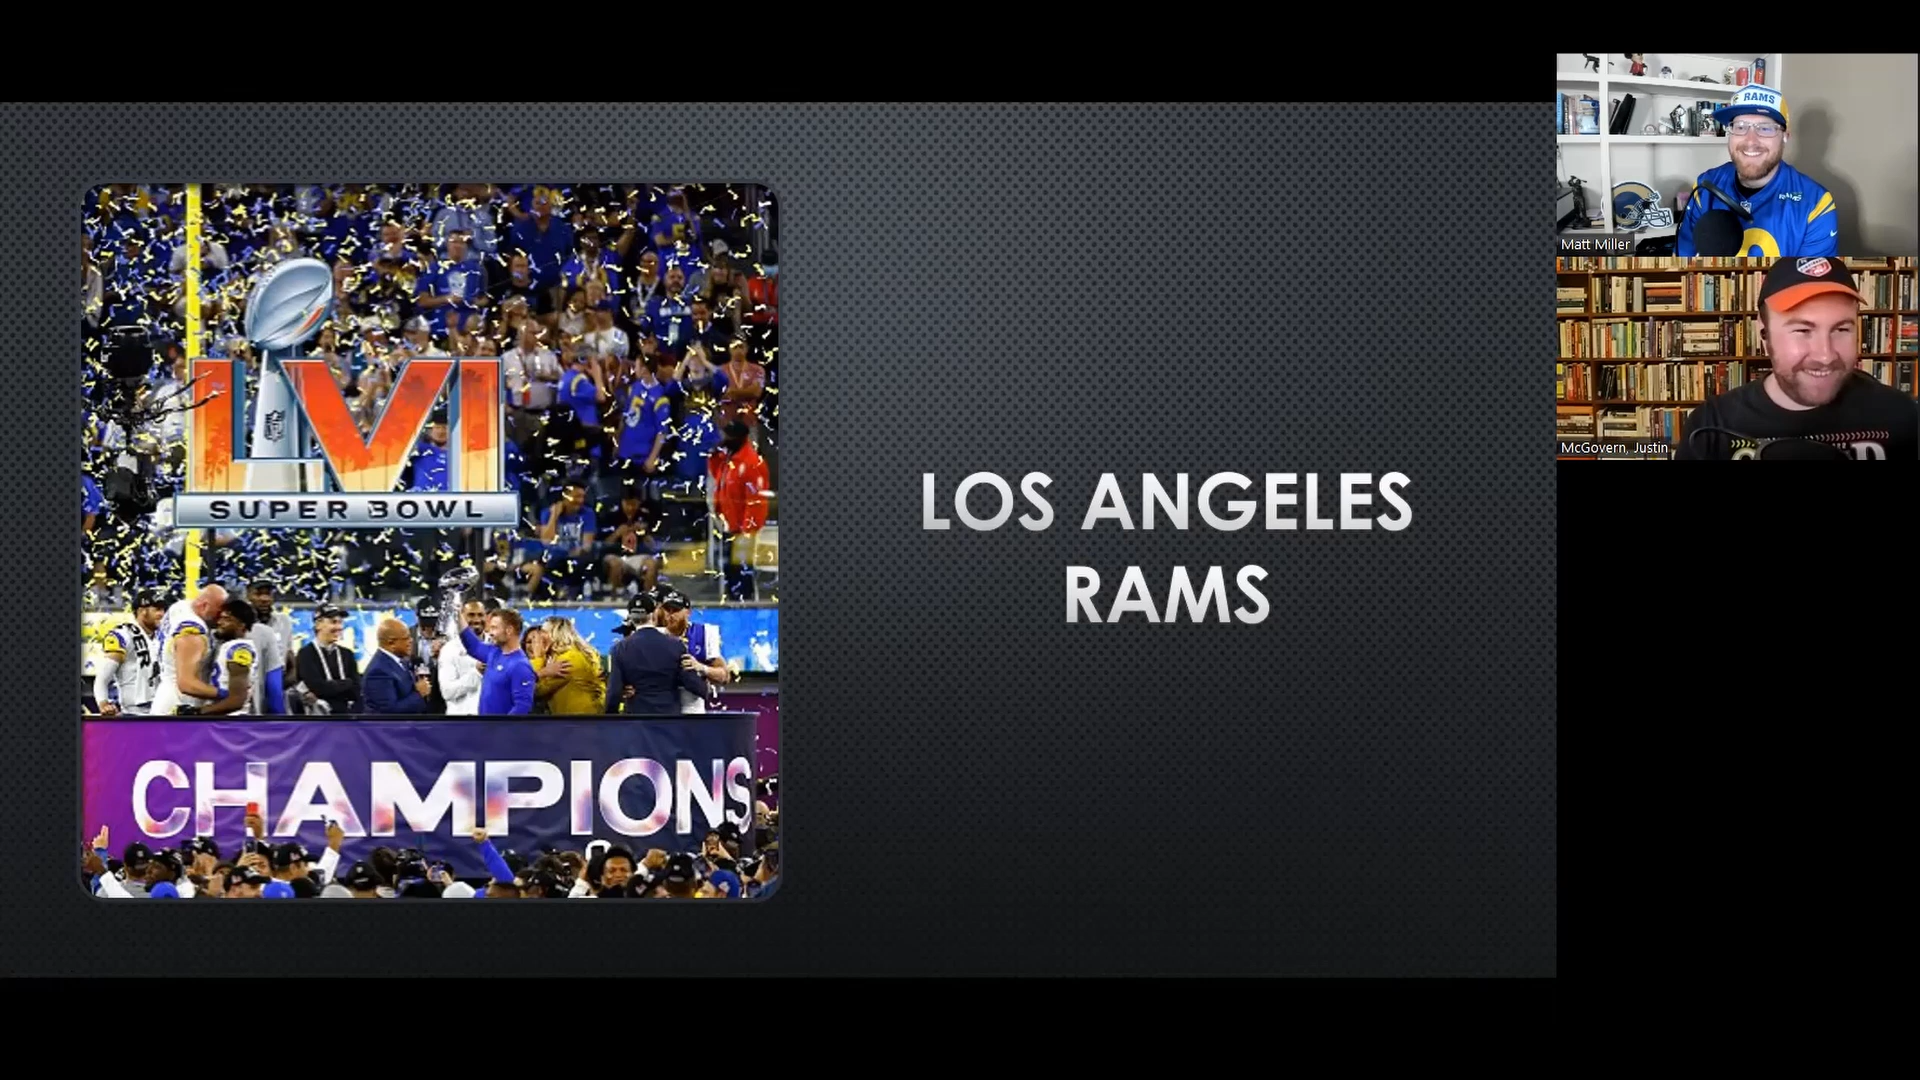 LVI
SUPER BOWL
CHAMPIONS
LOS ANGELES
RAMS
RAMS
Matt Miller
McGovern, Justin